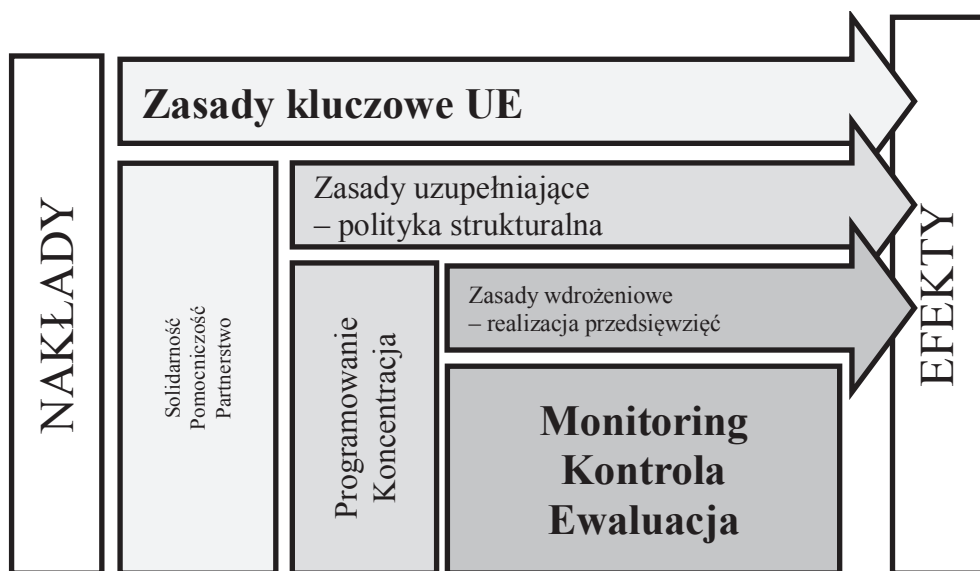 NAKŁADY
Zasady kluczowe UE
Solidarność
Pomocniczość
Partnerstwo
Zasady uzupełniające
– polityka strukturalna
Programowanie
Koncentracja
Zasady wdrożeniowe
– realizacja przedsięwzięć
Monitoring
Kontrola
Ewaluacja
EFEKTY